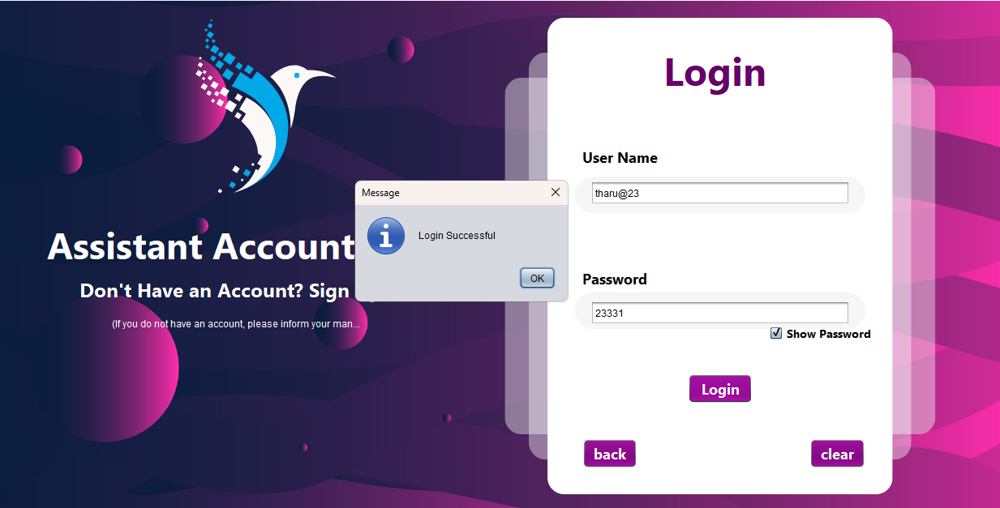 Login
User Name
tharu@23
Message
Login Successful
OK
Assistant Account
Don't Have an Account? Sign
(If you do not have an account, please inform your man...
Password
23331
Show Password
Login
back
clear